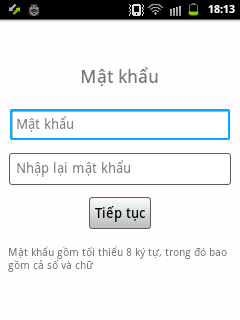 18:13
Mật khẩu
Mật khẩu
Nhập lại mật khẩu
Tiếp tục
Mật khẩu gồm tối thiểu 8 ký tự, trong đó bao
gồm cả số và chữ